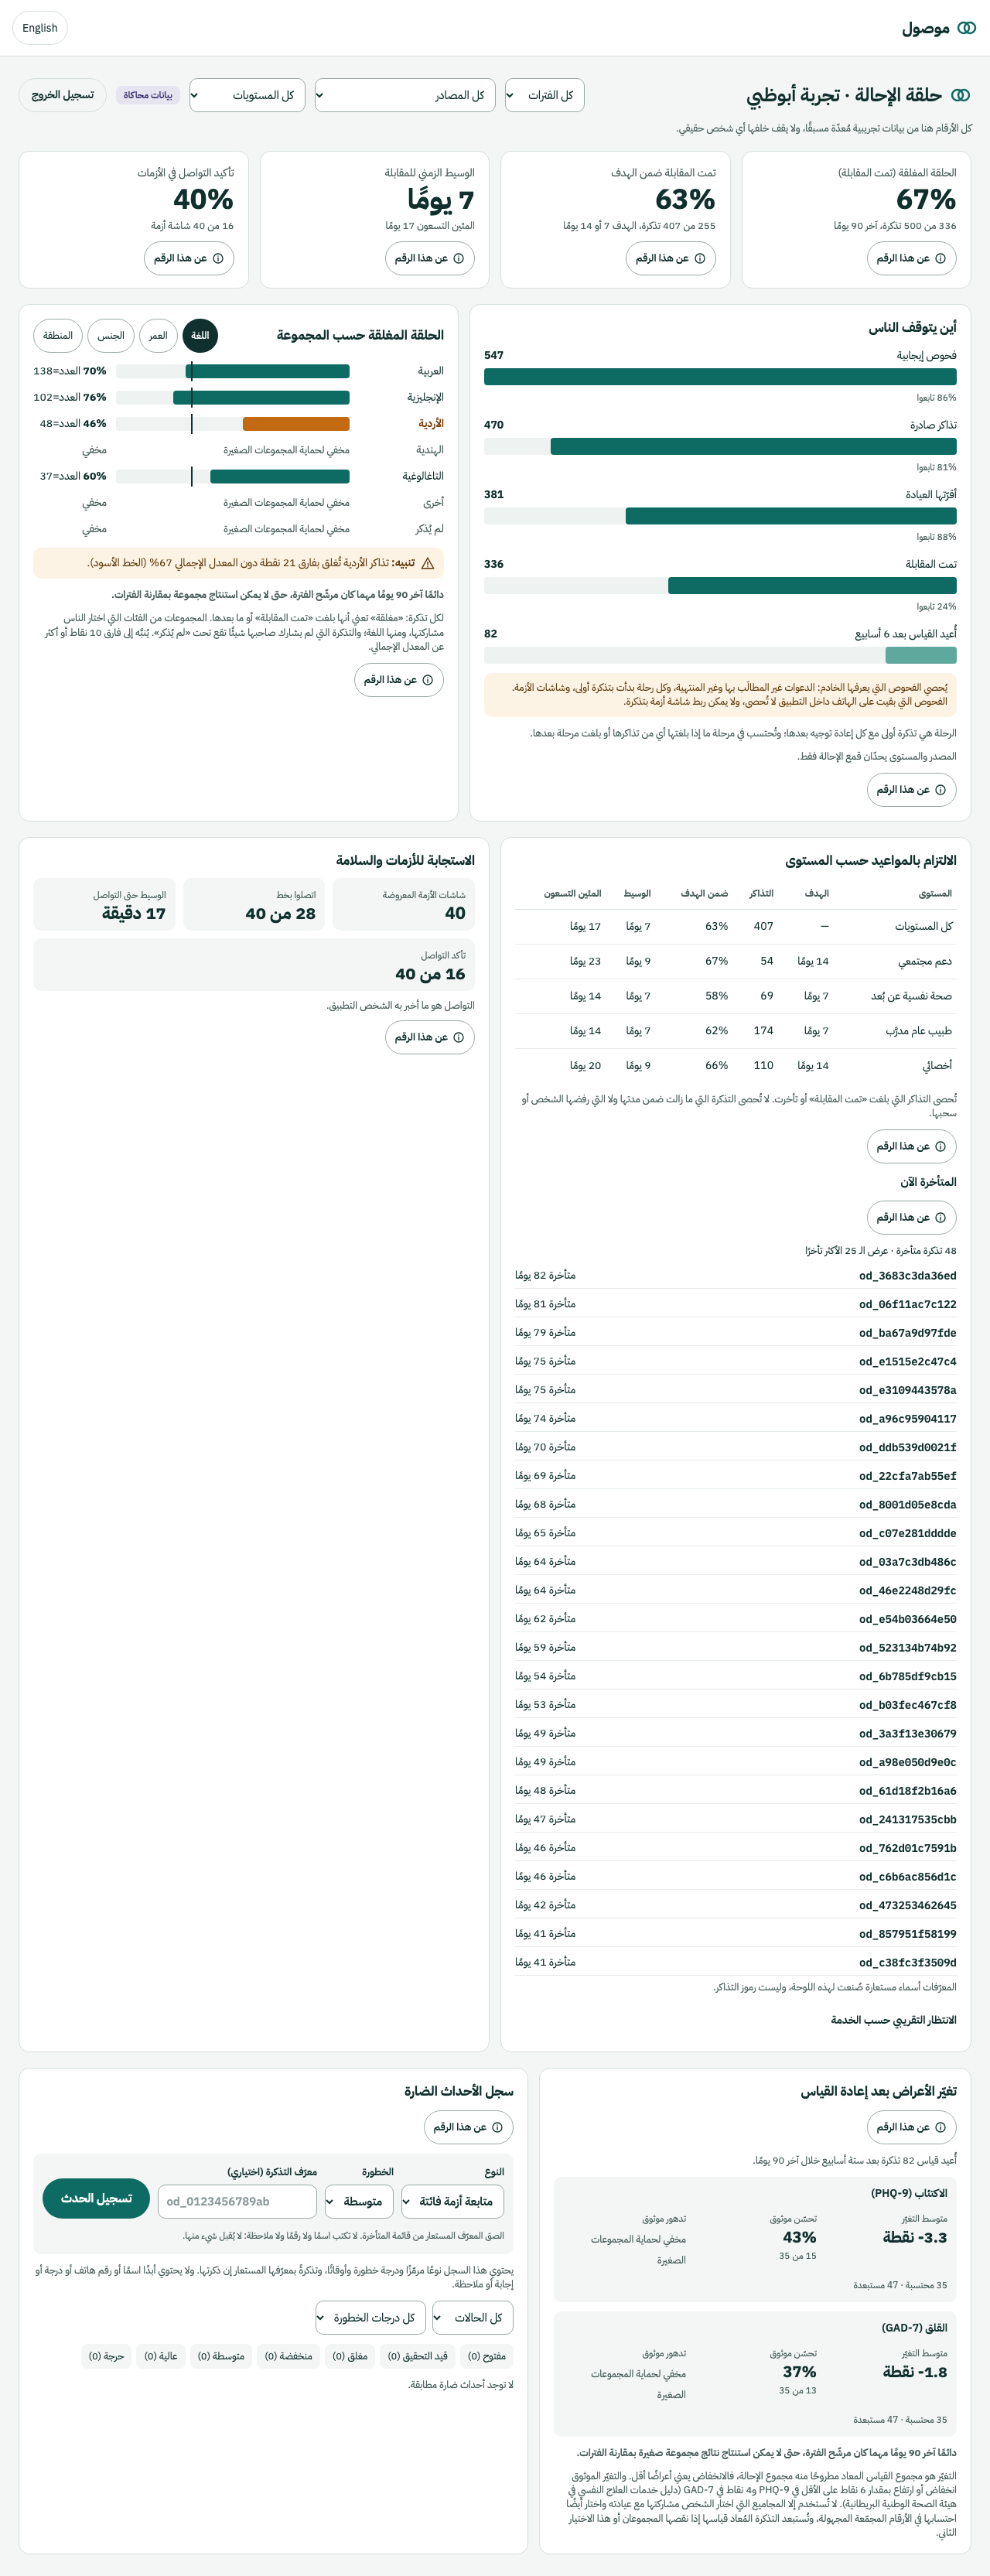 موصول
English
حلقة الإحالة · تجربة أبوظبي
كل الفترات
كل المصادر
كل المستويات
بيانات محاكاة
تسجيل الخروج
كل الأرقام هنا من بيانات تجريبية مُعدّة مسبقًا، ولا يقف خلفها أي شخص حقيقي.
الحلقة المغلقة (تمت المقابلة)
67%
336 من 500 تذكرة، آخر 90 يومًا
عن هذا الرقم
تمت المقابلة ضمن الهدف
63%
255 من 407 تذكرة، الهدف 7 أو 14 يومًا
عن هذا الرقم
الوسيط الزمني للمقابلة
7 يومًا
المئين التسعون 17 يومًا
عن هذا الرقم
تأكيد التواصل في الأزمات
40%
16 من 40 شاشة أزمة
عن هذا الرقم
أين يتوقف الناس
فحوص إيجابية 547
86% تابعوا
تذاكر صادرة 470
81% تابعوا
أقرّتها العيادة 381
88% تابعوا
تمت المقابلة 336
24% تابعوا
أُعيد القياس بعد 6 أسابيع 82
يُحصي الفحوص التي يعرفها الخادم: الدعوات غير المطالَب بها وغير المنتهية، وكل رحلة بدأت بتذكرة أولى، وشاشات الأزمة.
الفحوص التي بقيت على الهاتف داخل التطبيق لا تُحصى، ولا يمكن ربط شاشة أزمة بتذكرة.
الرحلة هي تذكرة أولى مع كل إعادة توجيه بعدها؛ وتُحتسب في مرحلة ما إذا بلغتها أي من تذاكرها أو بلغت مرحلة بعدها.
المصدر والمستوى يحدّان قمع الإحالة فقط.
عن هذا الرقم
الحلقة المغلقة حسب المجموعة
اللغة
العمر
الجنس
المنطقة
العربية 70% العدد=138
الإنجليزية 76% العدد=102
الأردية 46% العدد=48
الهندية مخفي لحماية المجموعات الصغيرة مخفي
التاغالوغية 60% العدد=37
أخرى مخفي لحماية المجموعات الصغيرة مخفي
لم يُذكر مخفي لحماية المجموعات الصغيرة مخفي
تنبيه: تذاكر الأردية تُغلق بفارق 21 نقطة دون المعدل الإجمالي 67% (الخط الأسود).
دائمًا آخر 90 يومًا مهما كان مرشّح الفترة، حتى لا يمكن استنتاج مجموعة بمقارنة الفترات.
لكل تذكرة: «مغلقة» تعني أنها بلغت «تمت المقابلة» أو ما بعدها. المجموعات من الفئات التي اختار الناس
مشاركتها، ومنها اللغة؛ والتذكرة التي لم يشارك صاحبها شيئًا تقع تحت «لم يُذكر». يُنبَّه إلى فارق 10 نقاط أو أكثر
عن المعدل الإجمالي.
عن هذا الرقم
الالتزام بالمواعيد حسب المستوى
المستوى الهدف التذاكر ضمن الهدف الوسيط المئين التسعون
كل المستويات — 407 63% 7 يومًا 17 يومًا
دعم مجتمعي 14 يومًا 54 67% 9 يومًا 23 يومًا
صحة نفسية عن بُعد 7 يومًا 69 58% 7 يومًا 14 يومًا
طبيب عام مدرَّب 7 يومًا 174 62% 7 يومًا 14 يومًا
أخصائي 14 يومًا 110 66% 9 يومًا 20 يومًا
تُحصى التذاكر التي بلغت «تمت المقابلة» أو تأخرت. لا تُحصى التذكرة التي ما زالت ضمن مدتها ولا التي رفضها الشخص أو
سحبها.
عن هذا الرقم
المتأخرة الآن
عن هذا الرقم
48 تذكرة متأخرة · عرض الـ 25 الأكثر تأخرًا
od_3683c3da36ed متأخرة 82 يومًا
od_06f11ac7c122 متأخرة 81 يومًا
od_ba67a9d97fde متأخرة 79 يومًا
od_e1515e2c47c4 متأخرة 75 يومًا
od_e3109443578a متأخرة 75 يومًا
od_a96c95904117 متأخرة 74 يومًا
od_ddb539d0021f متأخرة 70 يومًا
od_22cfa7ab55ef متأخرة 69 يومًا
od_8001d05e8cda متأخرة 68 يومًا
od_c07e281dddde متأخرة 65 يومًا
od_03a7c3db486c متأخرة 64 يومًا
od_46e2248d29fc متأخرة 64 يومًا
od_e54b03664e50 متأخرة 62 يومًا
od_523134b74b92 متأخرة 59 يومًا
od_6b785df9cb15 متأخرة 54 يومًا
od_b03fec467cf8 متأخرة 53 يومًا
od_3a3f13e30679 متأخرة 49 يومًا
od_a98e050d9e0c متأخرة 49 يومًا
od_61d18f2b16a6 متأخرة 48 يومًا
od_241317535cbb متأخرة 47 يومًا
od_762d01c7591b متأخرة 46 يومًا
od_c6b6ac856d1c متأخرة 46 يومًا
od_473253462645 متأخرة 42 يومًا
od_857951f58199 متأخرة 41 يومًا
od_c38fc3f3509d متأخرة 41 يومًا
المعرّفات أسماء مستعارة صُنعت لهذه اللوحة، وليست رموز التذاكر.
الانتظار التقريبي حسب الخدمة
الاستجابة للأزمات والسلامة
شاشات الأزمة المعروضة
40
اتصلوا بخط
28 من 40
الوسيط حتى التواصل
17 دقيقة
تأكد التواصل
16 من 40
التواصل هو ما أخبر به الشخص التطبيق.
عن هذا الرقم
تغيّر الأعراض بعد إعادة القياس
عن هذا الرقم
أُعيد قياس 82 تذكرة بعد ستة أسابيع خلال آخر 90 يومًا.
الاكتئاب (PHQ-9)
متوسط التغيّر تحسّن موثوق تدهور موثوق
3.3- نقطة 43% مخفي لحماية المجموعات الصغيرة
15 من 35
35 محتسبة · 47 مستبعدة
القلق (GAD-7)
متوسط التغيّر تحسّن موثوق تدهور موثوق
1.8- نقطة 37% مخفي لحماية المجموعات الصغيرة
13 من 35
35 محتسبة · 47 مستبعدة
دائمًا آخر 90 يومًا مهما كان مرشّح الفترة، حتى لا يمكن استنتاج نتائج مجموعة صغيرة بمقارنة الفترات.
التغيّر هو مجموع القياس المعاد مطروحًا منه مجموع الإحالة، فالانخفاض يعني أعراضًا أقل. والتغيّر الموثوق
انخفاض أو ارتفاع بمقدار 6 نقاط على الأقل في PHQ-9 و4 نقاط في GAD-7 (دليل خدمات العلاج النفسي في
هيئة الصحة الوطنية البريطانية). لا تُستخدم إلا المجاميع التي اختار الشخص مشاركتها مع عيادته واختار أيضًا
احتسابها في الأرقام المجمّعة المجهولة، وتُستبعد التذكرة المُعاد قياسها إذا نقصها المجموعان أو هذا الاختيار
الثاني.
سجل الأحداث الضارة
عن هذا الرقم
النوع
متابعة أزمة فائتة
الخطورة
متوسطة
معرّف التذكرة (اختياري)
od_0123456789ab
تسجيل الحدث
الصق المعرّف المستعار من قائمة المتأخرة. لا تكتب اسمًا ولا رقمًا ولا ملاحظة: لا يُقبل شيء منها.
يحتوي هذا السجل نوعًا مرمّزًا ودرجة خطورة وأوقاتًا، وتذكرةً بمعرّفها المستعار إن ذكرتها. ولا يحتوي أبدًا اسمًا أو رقم هاتف أو درجة أو
إجابة أو ملاحظة.
كل الحالات
كل درجات الخطورة
مفتوح (0)
قيد التحقيق (0)
مغلق (0)
منخفضة (0)
متوسطة (0)
عالية (0)
حرجة (0)
لا توجد أحداث ضارة مطابقة.